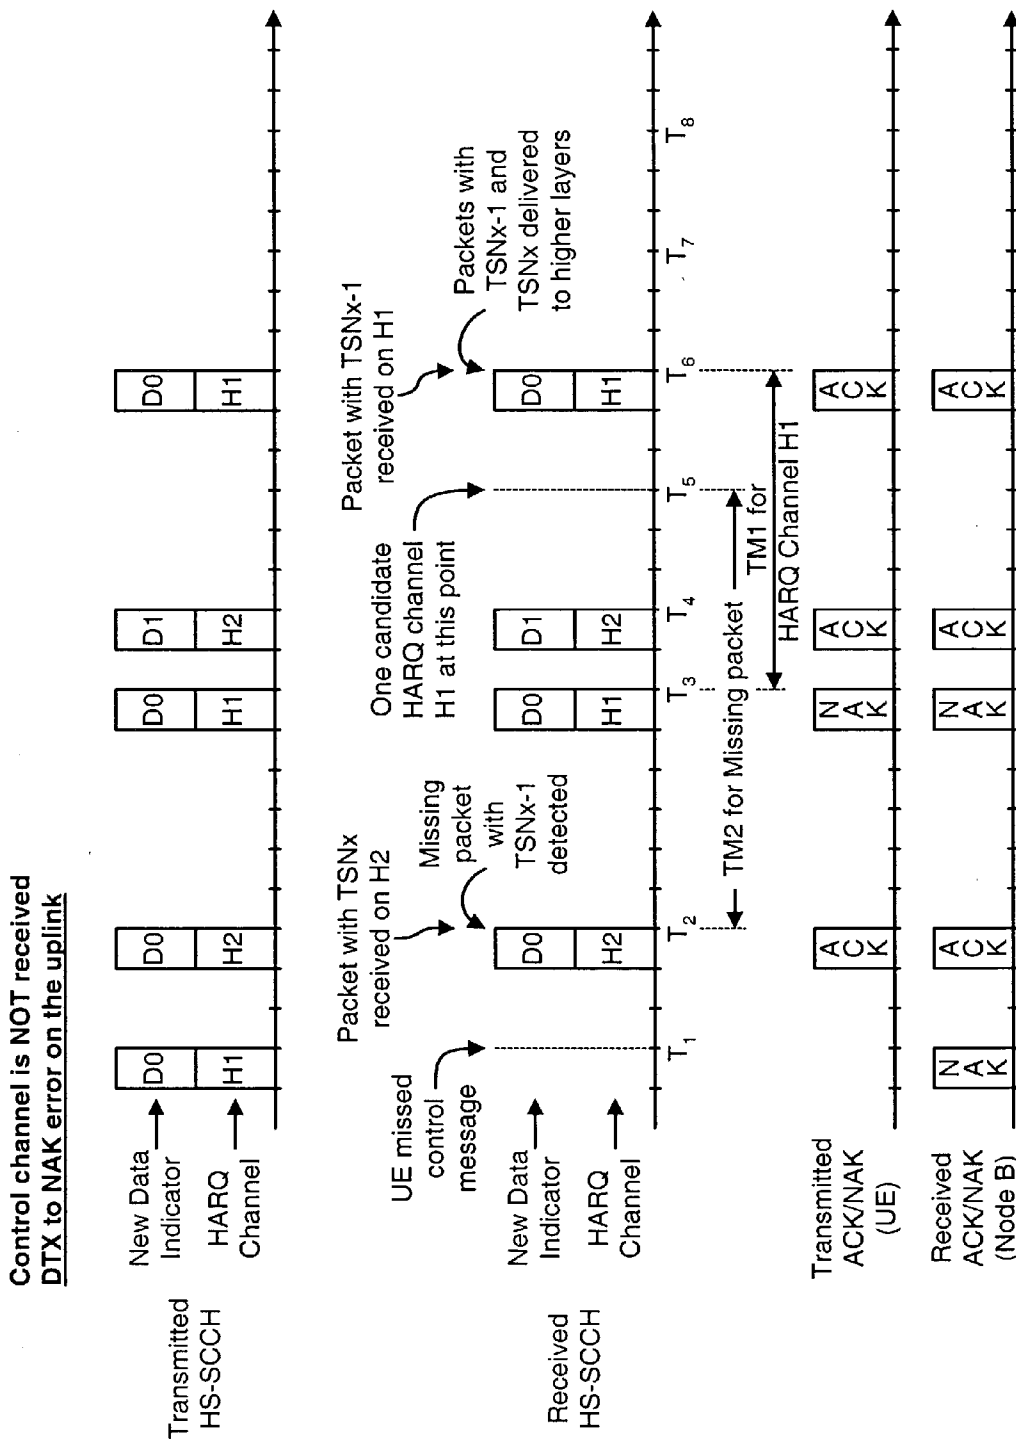 Control channel is NOT received
DTX to NAK error on the uplink
Transmitted
HS-SCCH
New Data
Indicator
HARQ
Channel
D0
H1
D0
H2
D0
H1
D1
H2
D0
H1
Received
HS-SCCH
New Data
Indicator
HARQ
Channel
UE missed
control
message
Packet with TSNx
received on H2
Missing
packet
with
TSNx-1
detected
One candidate
HARQ channel
H1 at this point
Packet with TSNx-1
received on H1
Packets with
TSNx-1 and
TSNx delivered
to higher layers
D0
H2
D0
H1
D1
H2
D0
H1
T1
T2
T3
T4
T5
T6
T7
T8
TM2 for Missing packet
TM1 for
HARQ Channel H1
Transmitted
ACK/NAK
(UE)
ACK
NAK
ACK
ACK
Received
ACK/NAK
(Node B)
NAK
ACK
NAK
ACK
ACK